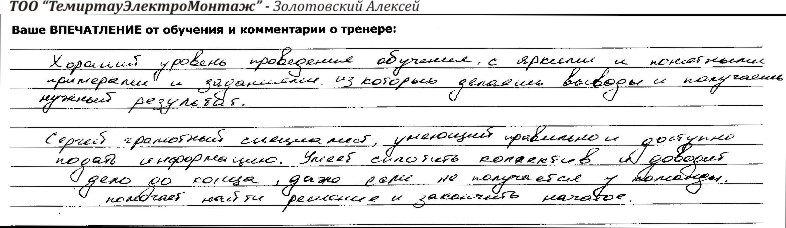 ТОО "ТемиртауЭлектроМонтаж" - Золотовский Алексей
Ваше ВПЕЧАТЛЕНИЕ от обучения и комментарии о тренере:
Хороший уровень проведения обучения, с яркими и понятными
примерами и заданиями из которых делаешь выводы и получаешь
нужный результат.
Сергей грамотный специалист, умеющий правильно и доступно
подать информацию. Умеет сплотить коллектив и доводит
дело до конца, даже если не получается у команды.
помогает найти решение и закончить начатое.